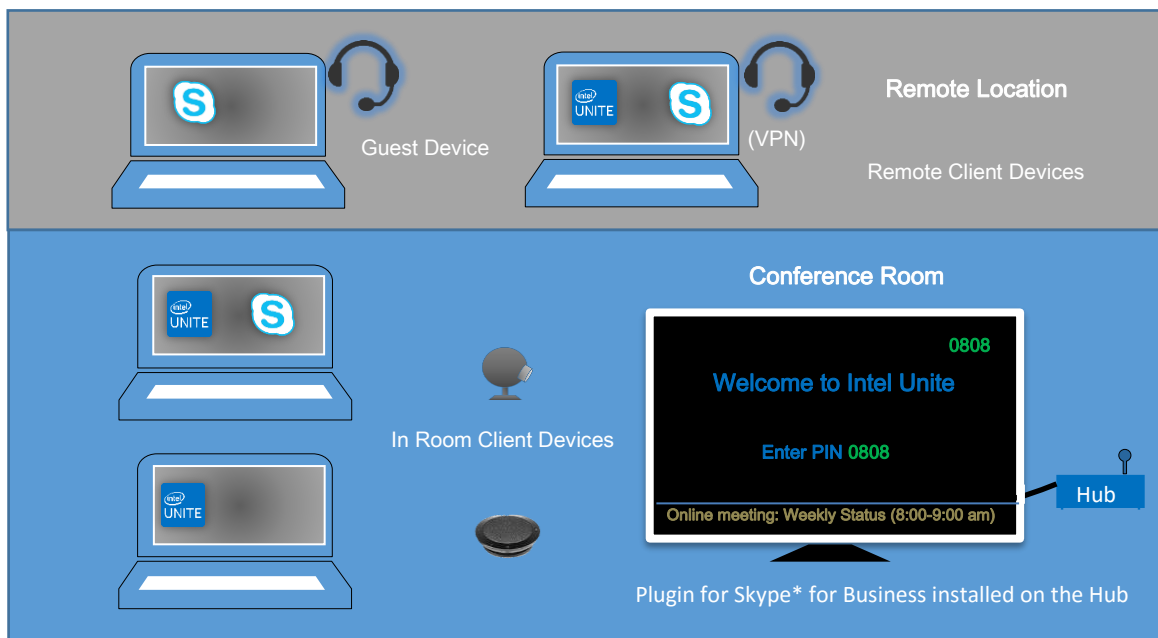 S
intel
UNITE
S
Guest Device
(VPN)
Remote Location
Remote Client Devices
intel
UNITE
S
In Room Client Devices
intel
UNITE
Conference Room
0808
Welcome to Intel Unite
Enter PIN 0808
Online meeting: Weekly Status (8:00-9:00 am)
Hub
Plugin for Skype* for Business installed on the Hub